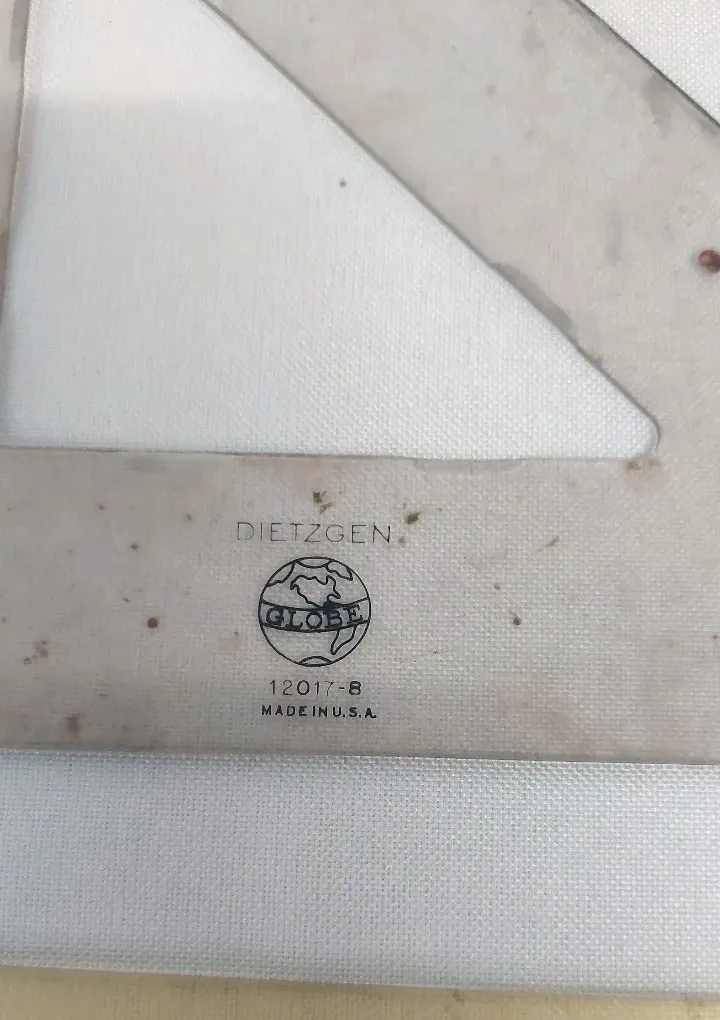 DIETZGEN
GLOBE
12017-8
MADE IN U.S.A.